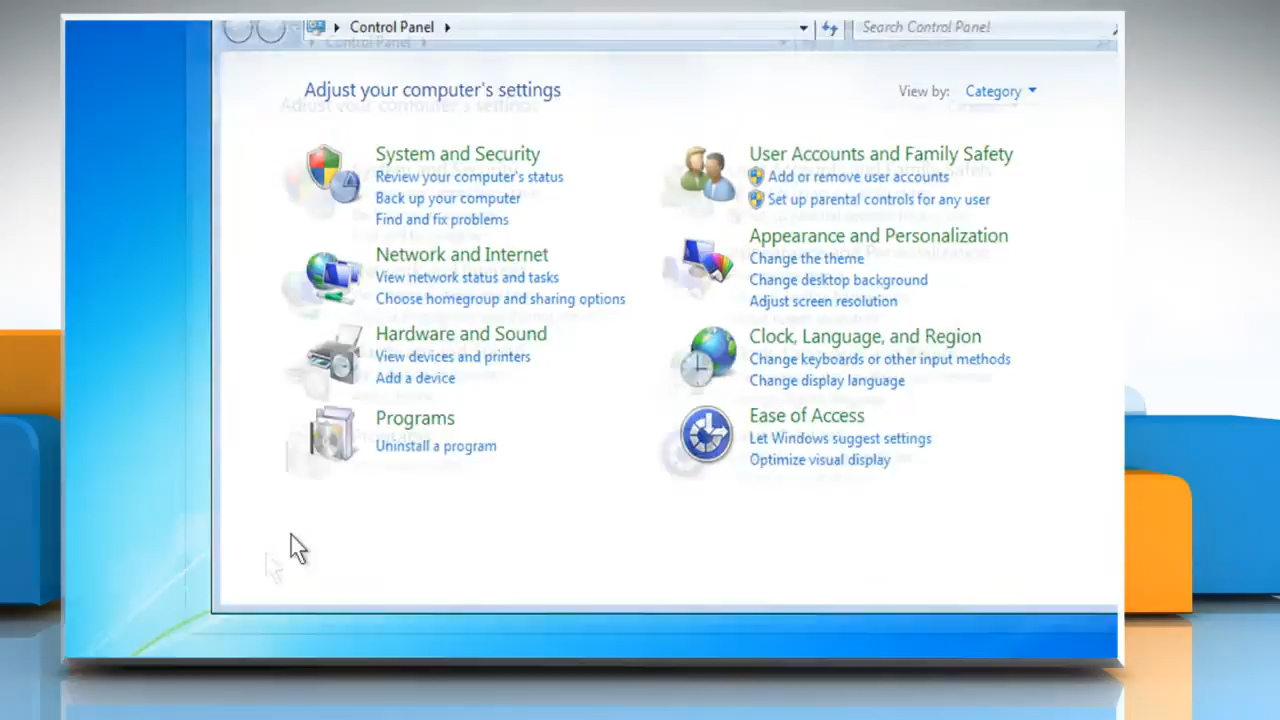 Control Panel
Search Control Panel
Adjust your computer's settings
View by: Category
System and Security
Review your computer's status
Back up your computer
Find and fix problems
Network and Internet
View network status and tasks
Choose homegroup and sharing options
Hardware and Sound
View devices and printers
Add a device
Programs
Uninstall a program
User Accounts and Family Safety
Add or remove user accounts
Set up parental controls for any user
Appearance and Personalization
Change the theme
Change desktop background
Adjust screen resolution
Clock, Language, and Region
Change keyboards or other input methods
Change display language
Ease of Access
Let Windows suggest settings
Optimize visual display